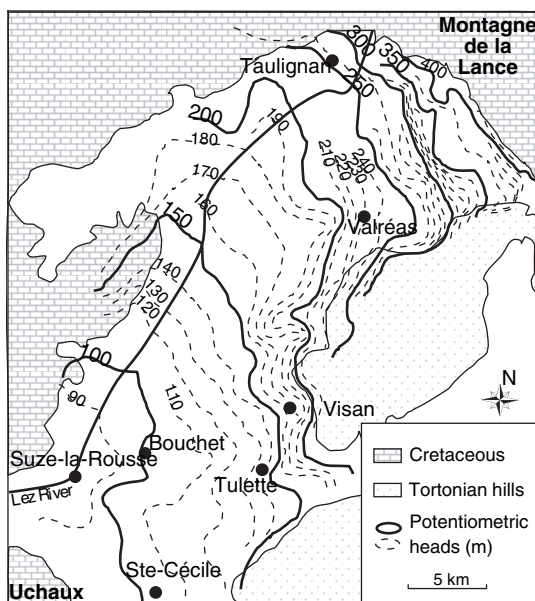 Montagne
de la
Lance
Taulignan
300
350
400
250
200
190
180
170
160
150
210
220
230
240
Valréas
140
130
120
100
90
110
Visan
N
Bouchet
Suze-la-Rousse
Lez River
Tulette
Ste-Cécile
Uchaux
Cretaceous
Tortonian hills
Potentiometric
heads (m)
5 km